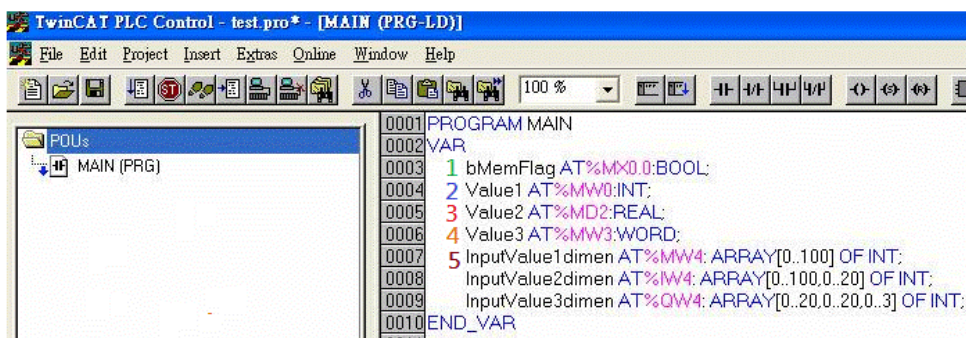 TwinCAT PLC Control - test.pro* - [MAIN (PRG-LD)]
File Edit Project Insert Extras Online Window Help
100 %
POUs
MAIN (PRG)
0001 PROGRAM MAIN
0002 VAR
0003 1 bMemFlag AT%MX0.0:BOOL;
0004 2 Value1 AT%MW0:INT;
0005 3 Value2 AT%MD2:REAL;
0006 4 Value3 AT%MW3:WORD;
0007 5 InputValue1dimen AT%MW4: ARRAY[0..100] OF INT;
0008 InputValue2dimen AT%IW4: ARRAY[0..100,0..20] OF INT;
0009 InputValue3dimen AT%QW4: ARRAY[0..20,0..20,0..3] OF INT;
0010 END_VAR